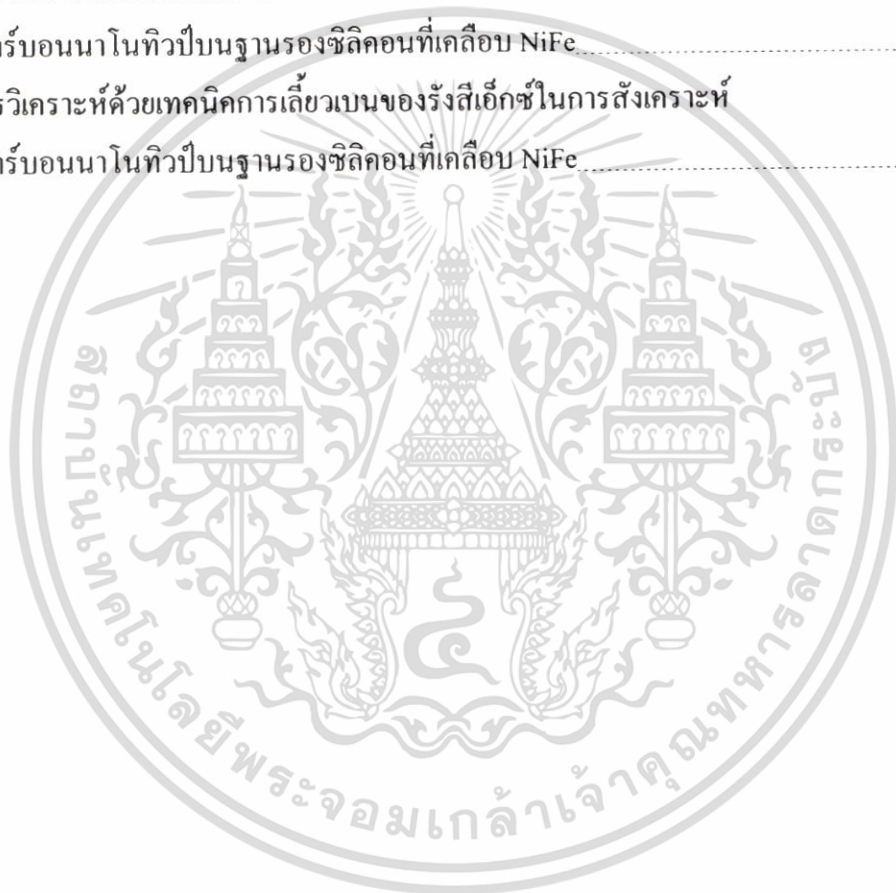 ร์บอนนาโนทิวป์บนฐานรองซิลิคอนที่เคลือบ NiFe
รวิเคราะห์ด้วยเทคนิคการเลี้ยวเบนของรังสีเอ็กซ์ในการสังเคราะห์
ร์บอนนาโนทิวป์บนฐานรองซิลิคอนที่เคลือบ NiFe
สถาบันเทคโนโลยีพระจอมเกล้าเจ้าคุณทหารลาดกระบัง
๔